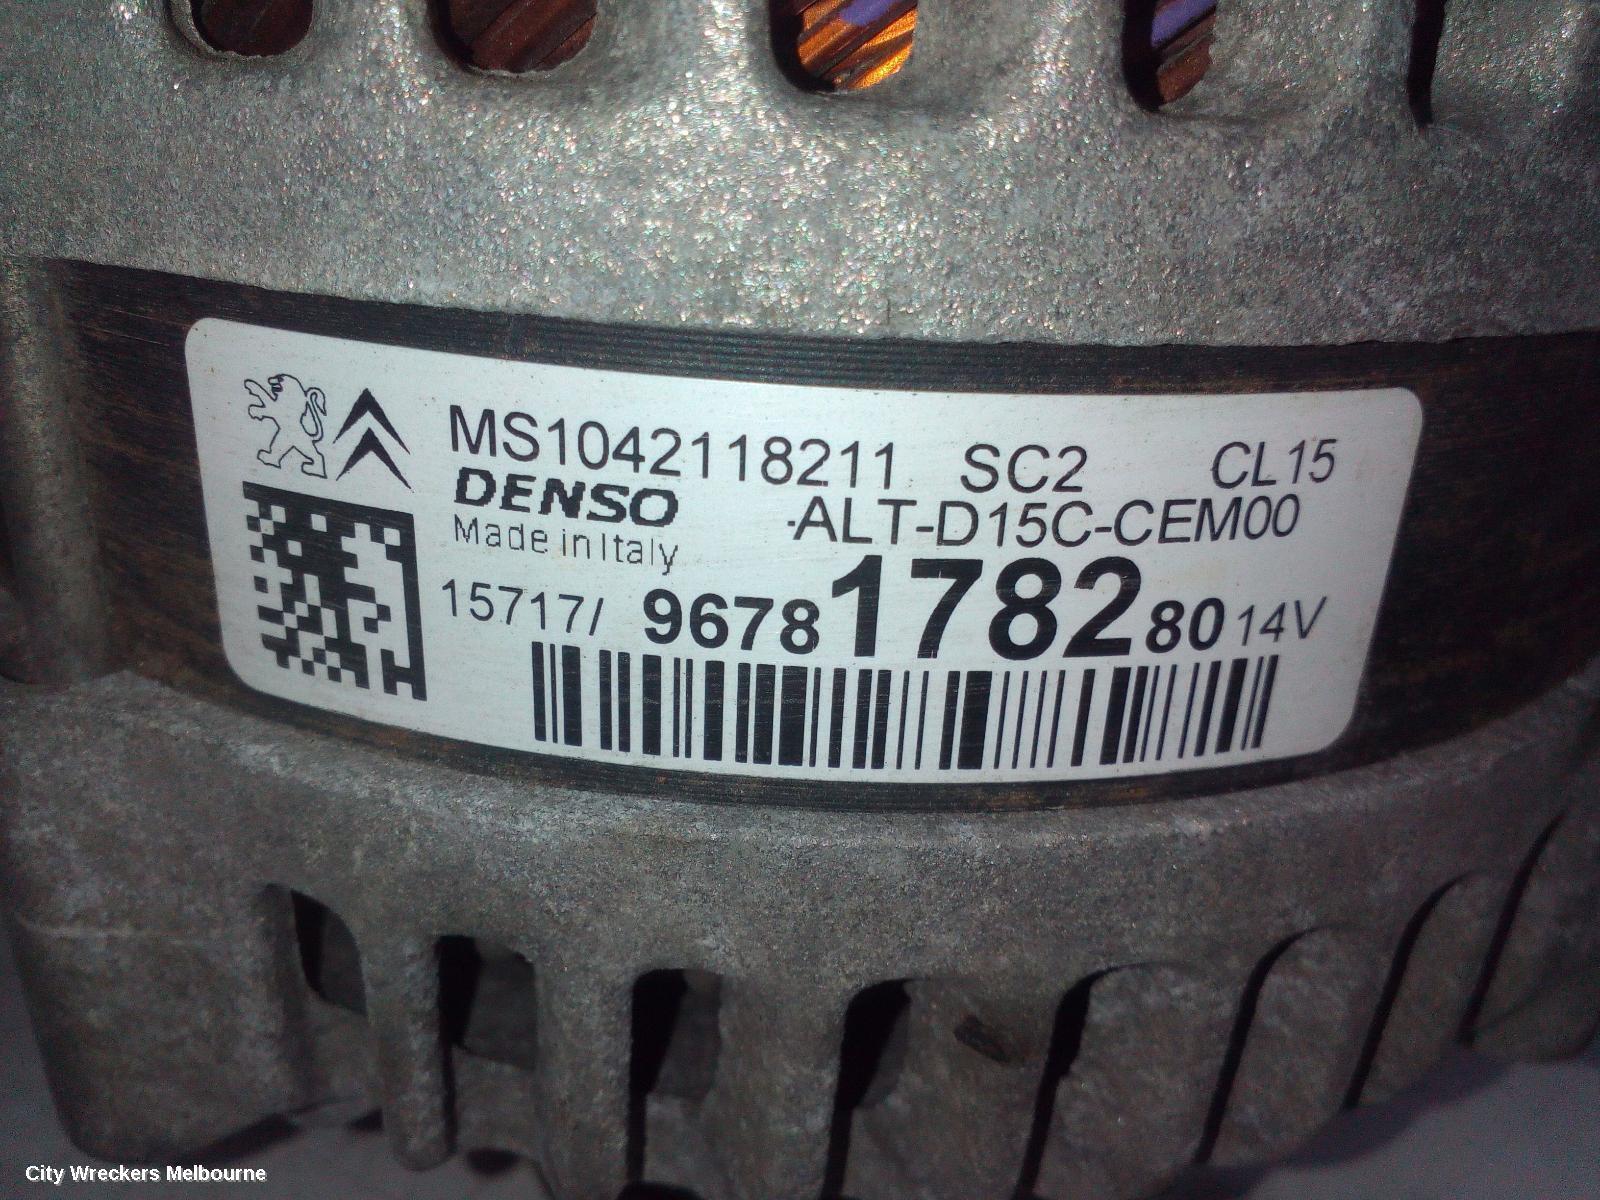 MS1042118211 SC2 CL15
DENSO -ALT-D15C-CEM00
Made in Italy
15717/ 9678178280 14V
City Wreckers Melbourne